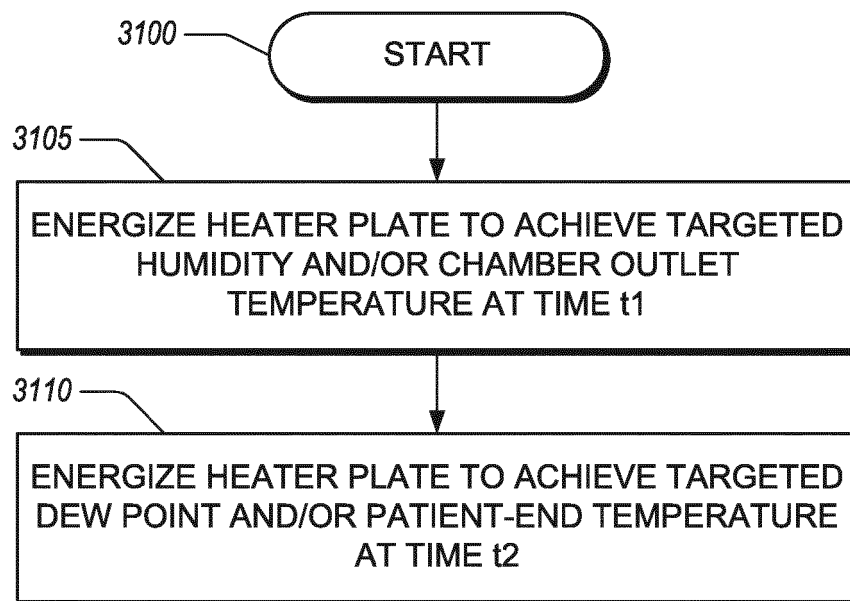 3100
START
3105
ENERGIZE HEATER PLATE TO ACHIEVE TARGETED
HUMIDITY AND/OR CHAMBER OUTLET
TEMPERATURE AT TIME t1
3110
ENERGIZE HEATER PLATE TO ACHIEVE TARGETED
DEW POINT AND/OR PATIENT-END TEMPERATURE
AT TIME t2